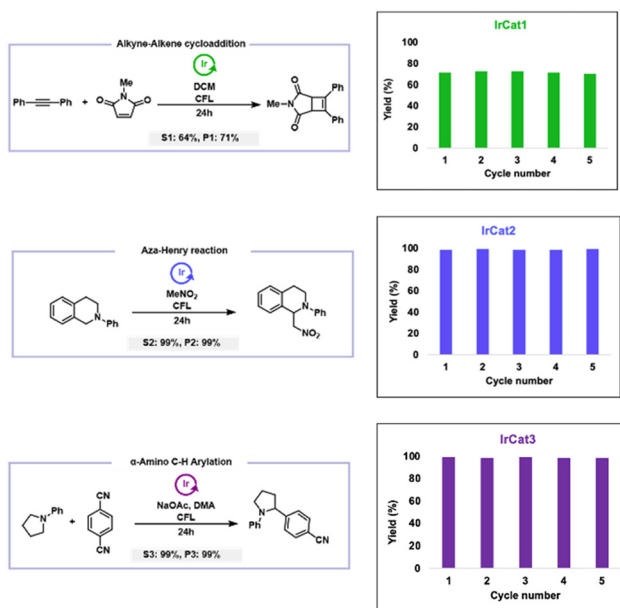 Alkyne-Alkene cycloaddition
Ir
Ph
Ph
+
Me
N
O
O
DCM
CFL
24h
Me
N
O
O
Ph
Ph
S1: 64%, P1: 71%
IrCat1
Yield (%)
100
80
60
40
20
0
1 2 3 4 5
Cycle number
Aza-Henry reaction
Ir
N
Ph
MeNO2
CFL
24h
N
Ph
NO2
S2: 99%, P2: 99%
IrCat2
Yield (%)
100
80
60
40
20
0
1 2 3 4 5
Cycle number
α-Amino C-H Arylation
Ir
Ph
N
+
CN
CN
NaOAc, DMA
CFL
24h
N
Ph
CN
S3: 99%, P3: 99%
IrCat3
Yield (%)
100
80
60
40
20
0
1 2 3 4 5
Cycle number